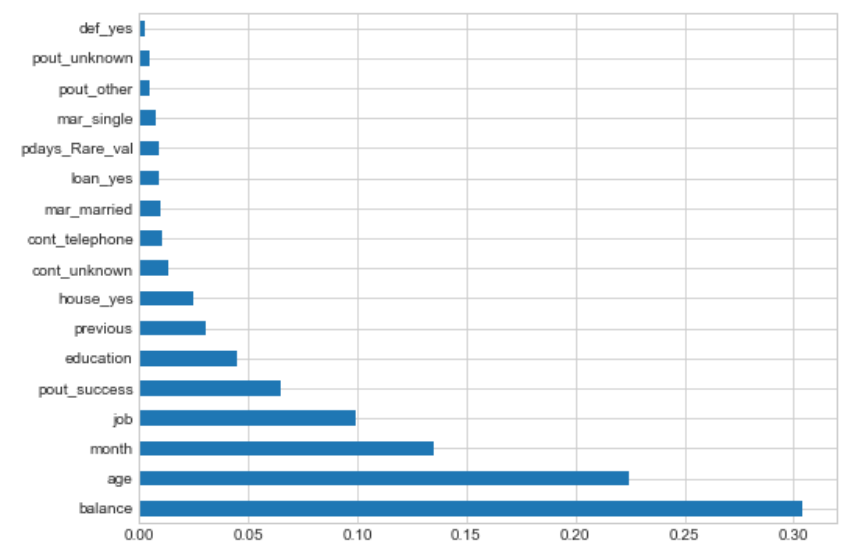 def_yes
pout_unknown
pout_other
mar_single
pdays_Rare_val
loan_yes
mar_married
cont_telephone
cont_unknown
house_yes
previous
education
pout_success
job
month
age
balance
0.00 0.05 0.10 0.15 0.20 0.25 0.30